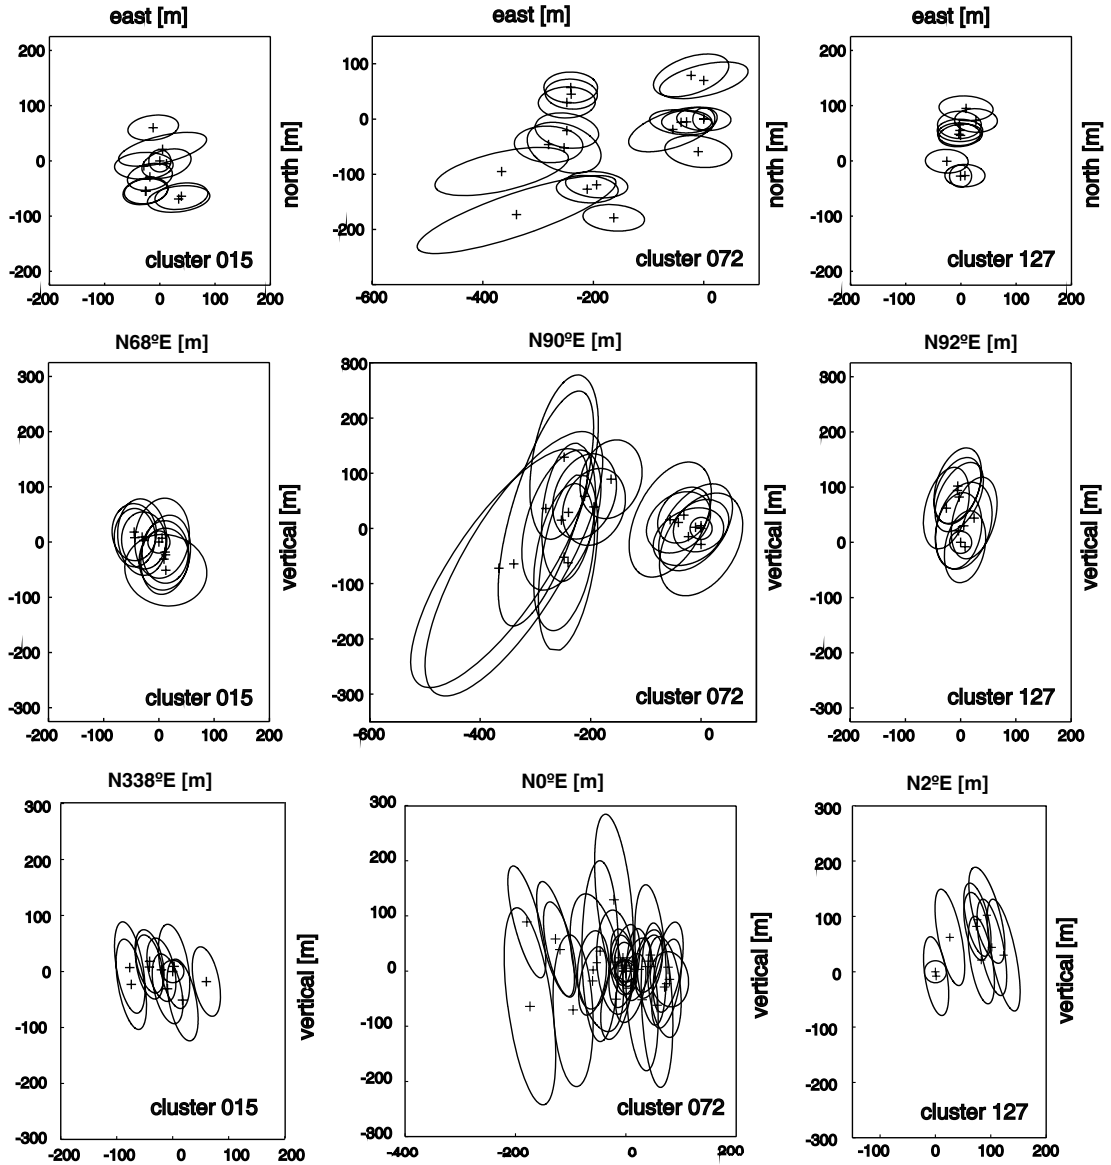 east [m] east [m] east [m]
200 100 200
100 0 100
0 -100 0
-100 -200 -100
-200 -200
north [m] north [m]
cluster 015 cluster 072 cluster 127
-200 -100 0 100 200 -600 -400 -200 0 -200 -100 0 100 200
N68ºE [m] N90ºE [m] N92ºE [m]
300 300 300
200 200 200
100 100 100
0 0 0
-100 -100 -100
-200 -200 -200
-300 -300 -300
vertical [m] vertical [m] vertical [m]
cluster 015 cluster 072 cluster 127
-200 -100 0 100 200 -600 -400 -200 0 -200 -100 0 100 200
N338ºE [m] N0ºE [m] N2ºE [m]
300 300 300
200 200 200
100 100 100
0 0 0
-100 -100 -100
-200 -200 -200
-300 -300 -300
vertical [m] vertical [m] vertical [m]
cluster 015 cluster 072 cluster 127
-200 -100 0 100 200 -400 -200 0 200 -100 0 100 200